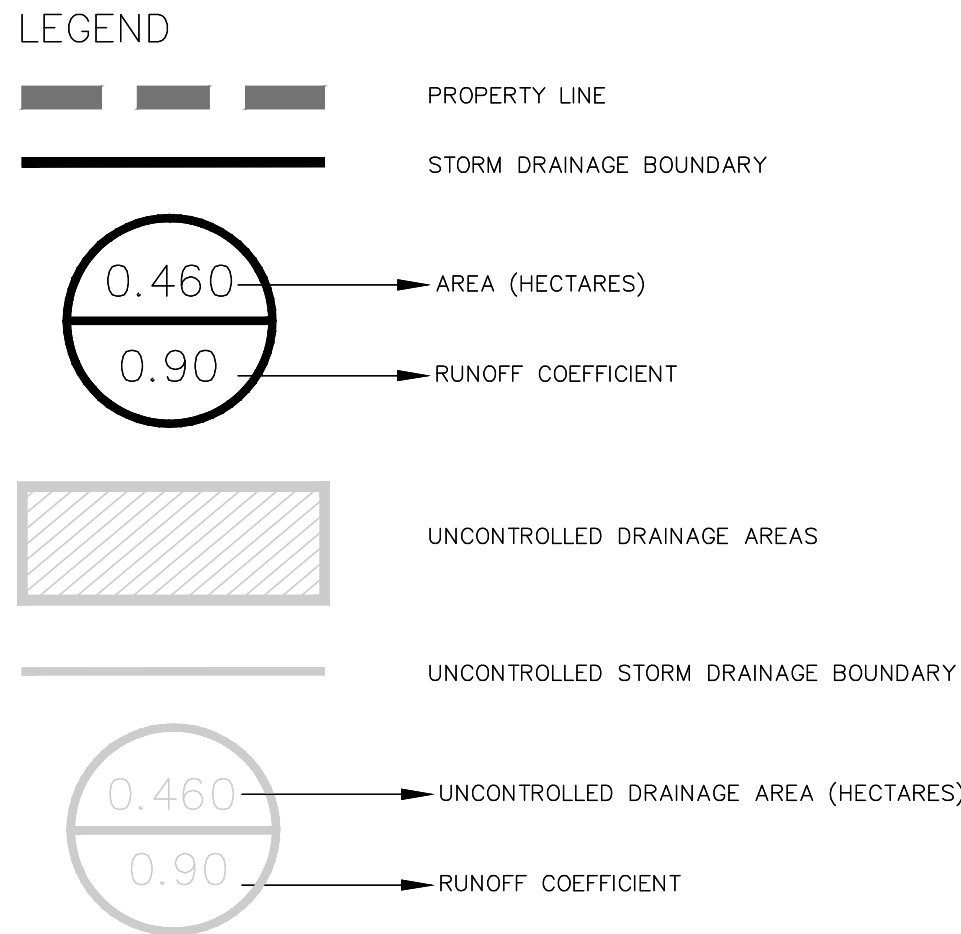 LEGEND
PROPERTY LINE
STORM DRAINAGE BOUNDARY
0.460 AREA (HECTARES)
0.90 RUNOFF COEFFICIENT
UNCONTROLLED DRAINAGE AREAS
UNCONTROLLED STORM DRAINAGE BOUNDARY
0.460 UNCONTROLLED DRAINAGE AREA (HECTARES)
0.90 RUNOFF COEFFICIENT